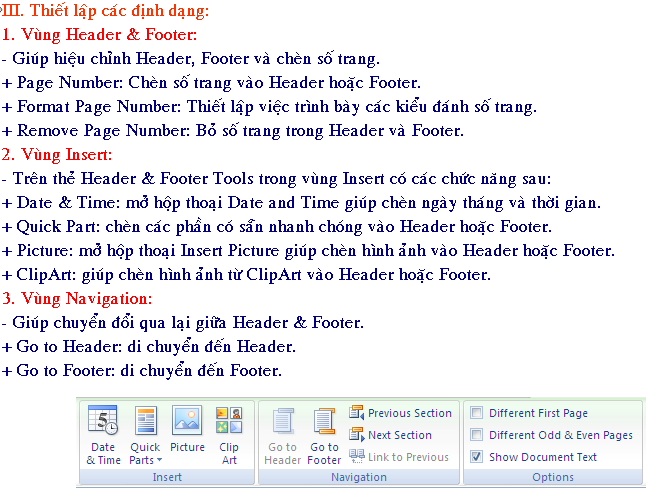 III. Thiết lập các định dạng:
1. Vùng Header & Footer:
- Giúp hiệu chỉnh Header, Footer và chèn số trang.
+ Page Number: Chèn số trang vào Header hoặc Footer.
+ Format Page Number: Thiết lập việc trình bày các kiểu đánh số trang.
+ Remove Page Number: Bỏ số trang trong Header và Footer.
2. Vùng Insert:
- Trên thẻ Header & Footer Tools trong vùng Insert có các chức năng sau:
+ Date & Time: mở hộp thoại Date and Time giúp chèn ngày tháng và thời gian.
+ Quick Part: chèn các phần có sẵn nhanh chóng vào Header hoặc Footer.
+ Picture: mở hộp thoại Insert Picture giúp chèn hình ảnh vào Header hoặc Footer.
+ ClipArt: giúp chèn hình ảnh từ ClipArt vào Header hoặc Footer.
3. Vùng Navigation:
- Giúp chuyển đổi qua lại giữa Header & Footer.
+ Go to Header: di chuyển đến Header.
+ Go to Footer: di chuyển đến Footer.
5
Date & Time
Quick Parts
Picture
Clip Art
Insert
Go to Header
Go to Footer
Previous Section
Next Section
Link to Previous
Navigation
Different First Page
Different Odd & Even Pages
Show Document Text
Options